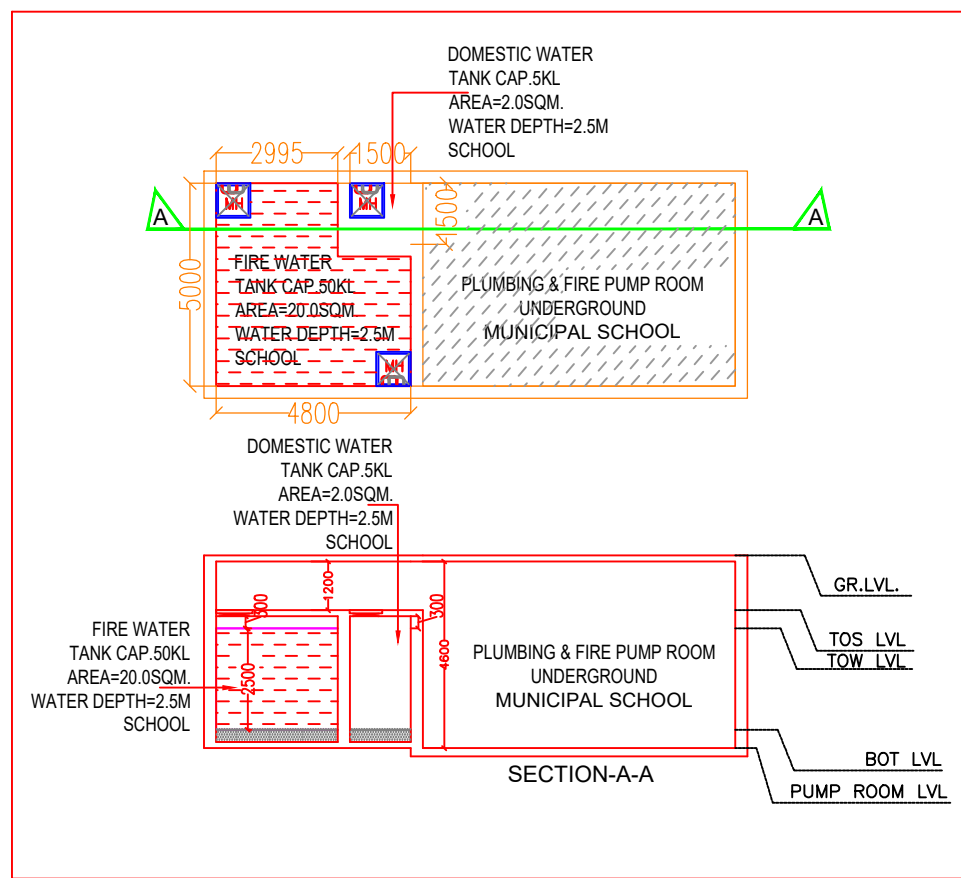 DOMESTIC WATER
TANK CAP.5KL
AREA=2.0SQM.
WATER DEPTH=2.5M
SCHOOL
2995
1500
MH
MH
A
A
1500
5000
FIRE WATER
TANK CAP.50KL
AREA=20.0SQM.
WATER DEPTH=2.5M
SCHOOL
PLUMBING & FIRE PUMP ROOM
UNDERGROUND
MUNICIPAL SCHOOL
MH
4800
DOMESTIC WATER
TANK CAP.5KL
AREA=2.0SQM.
WATER DEPTH=2.5M
SCHOOL
GR.LVL.
1200
300
300
FIRE WATER
TANK CAP.50KL
AREA=20.0SQM.
WATER DEPTH=2.5M
SCHOOL
2500
4600
PLUMBING & FIRE PUMP ROOM
UNDERGROUND
MUNICIPAL SCHOOL
TOS LVL
TOW LVL
BOT LVL
SECTION-A-A
PUMP ROOM LVL